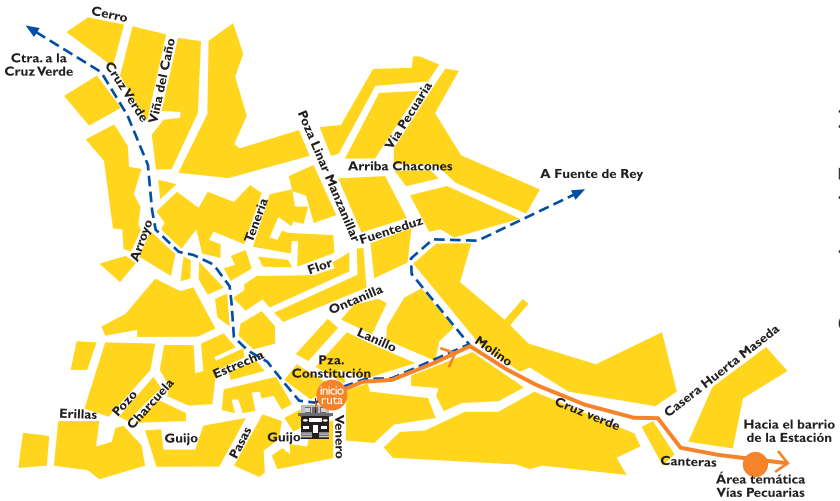 Cerro
Ctra. a la
Cruz Verde
Cruz Verde
Viña del Caño
Vía Pecuaria
Poza Linar Manzanillar
Arriba Chacones
A Fuente de Rey
Teneria
Arroyo
Fuenteduz
Flor
Ontanilla
Lanillo
Molino
Estrecha
Pza.
Constitución
inicio
ruta
Casera Huerta Maseda
Pozo
Charcuela
Erillas
Guijo
Pasas
Guijo
Venero
Cruz verde
Hacia el barrio
de la Estación
Canteras
Área temática
Vías Pecuarias